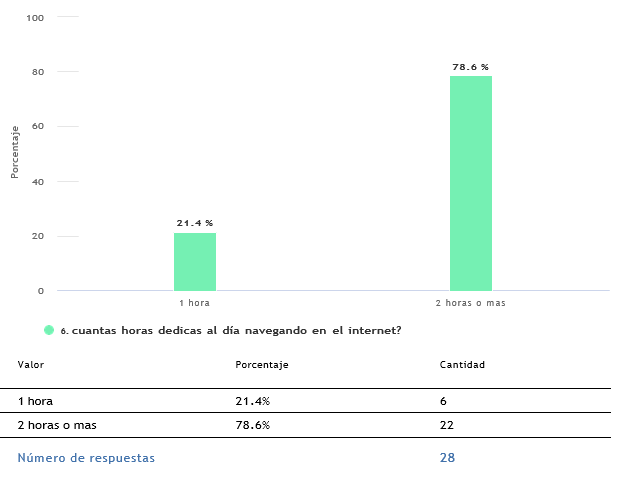 100
80
60
40
20
0
Porcentaje
21.4 %
78.6 %
1 hora
2 horas o mas
6. cuantas horas dedicas al día navegando en el internet?
Valor Porcentaje Cantidad
1 hora 21.4% 6
2 horas o mas 78.6% 22
Número de respuestas 28